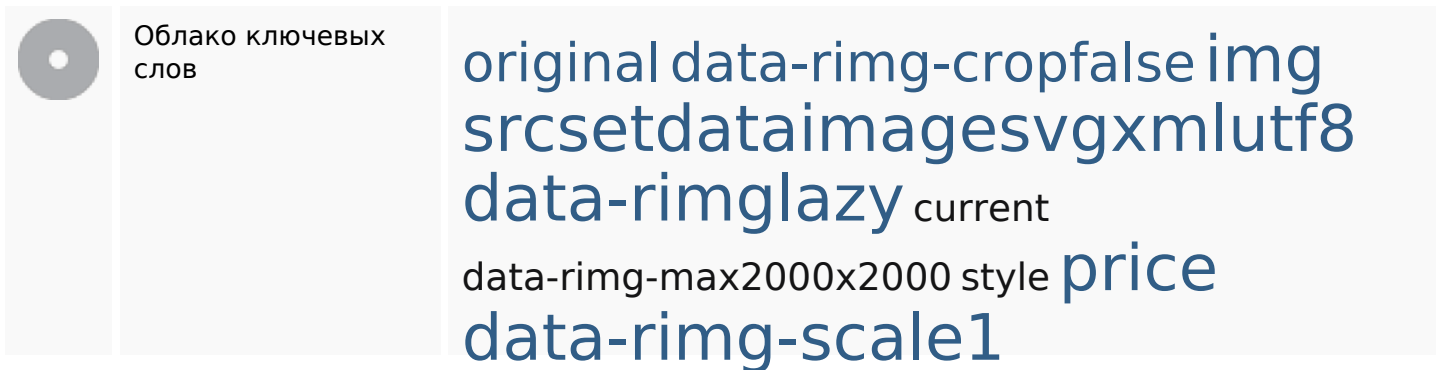 Облако ключевых
слов
original data-rimg-cropfalse img
srcsetdataimagesvgxmlutf8
data-rimglazy current
data-rimg-max2000x2000 style price
data-rimg-scale1